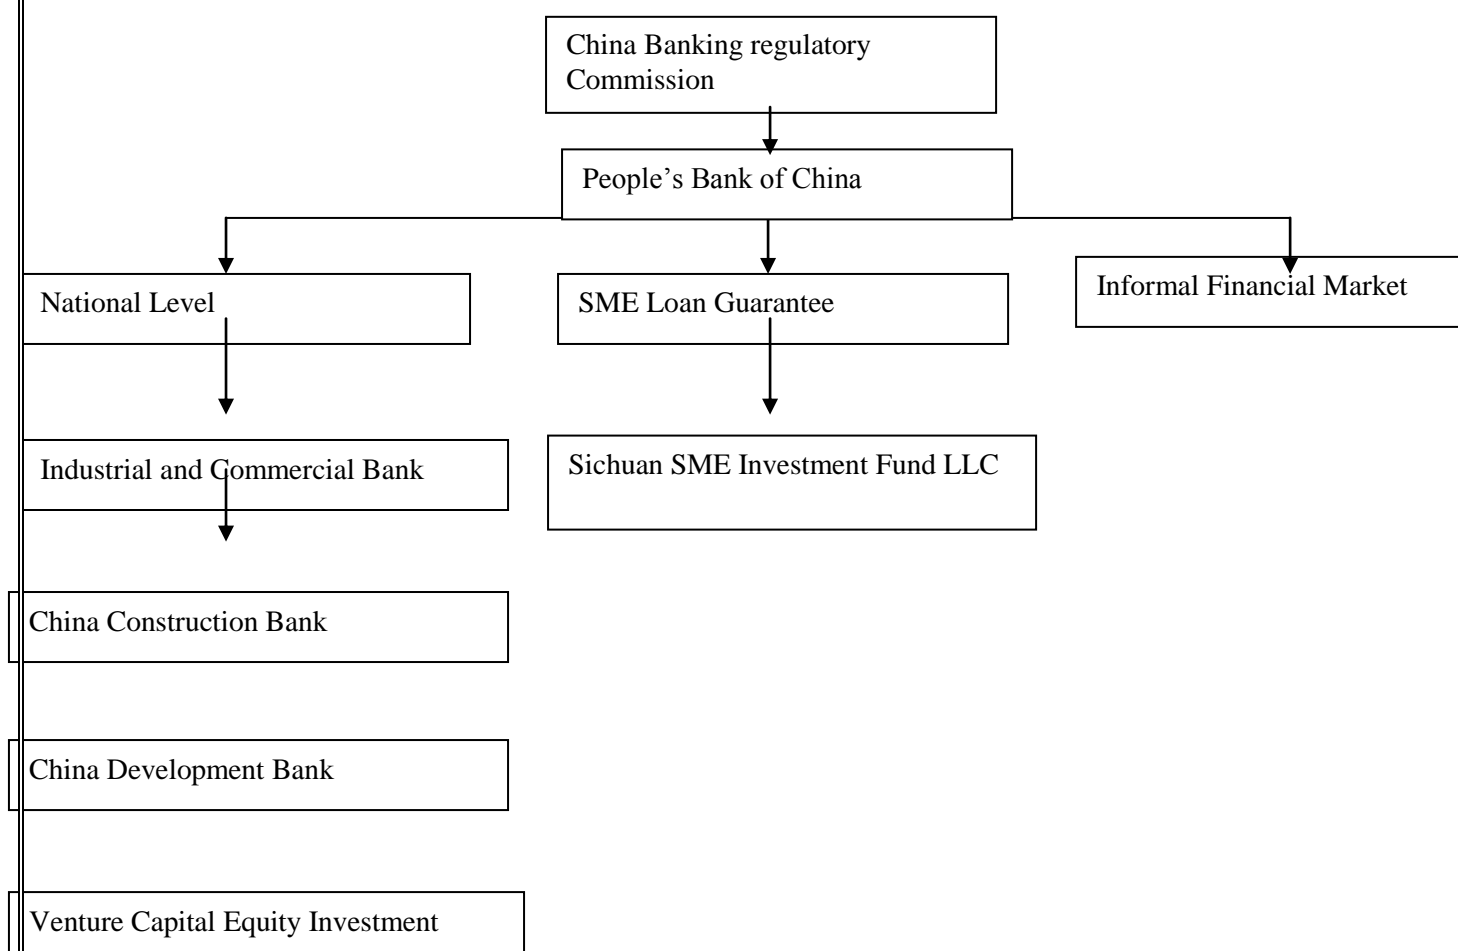 China Banking regulatory
Commission
People’s Bank of China
National Level
SME Loan Guarantee
Informal Financial Market
Industrial and Commercial Bank
Sichuan SME Investment Fund LLC
China Construction Bank
China Development Bank
Venture Capital Equity Investment